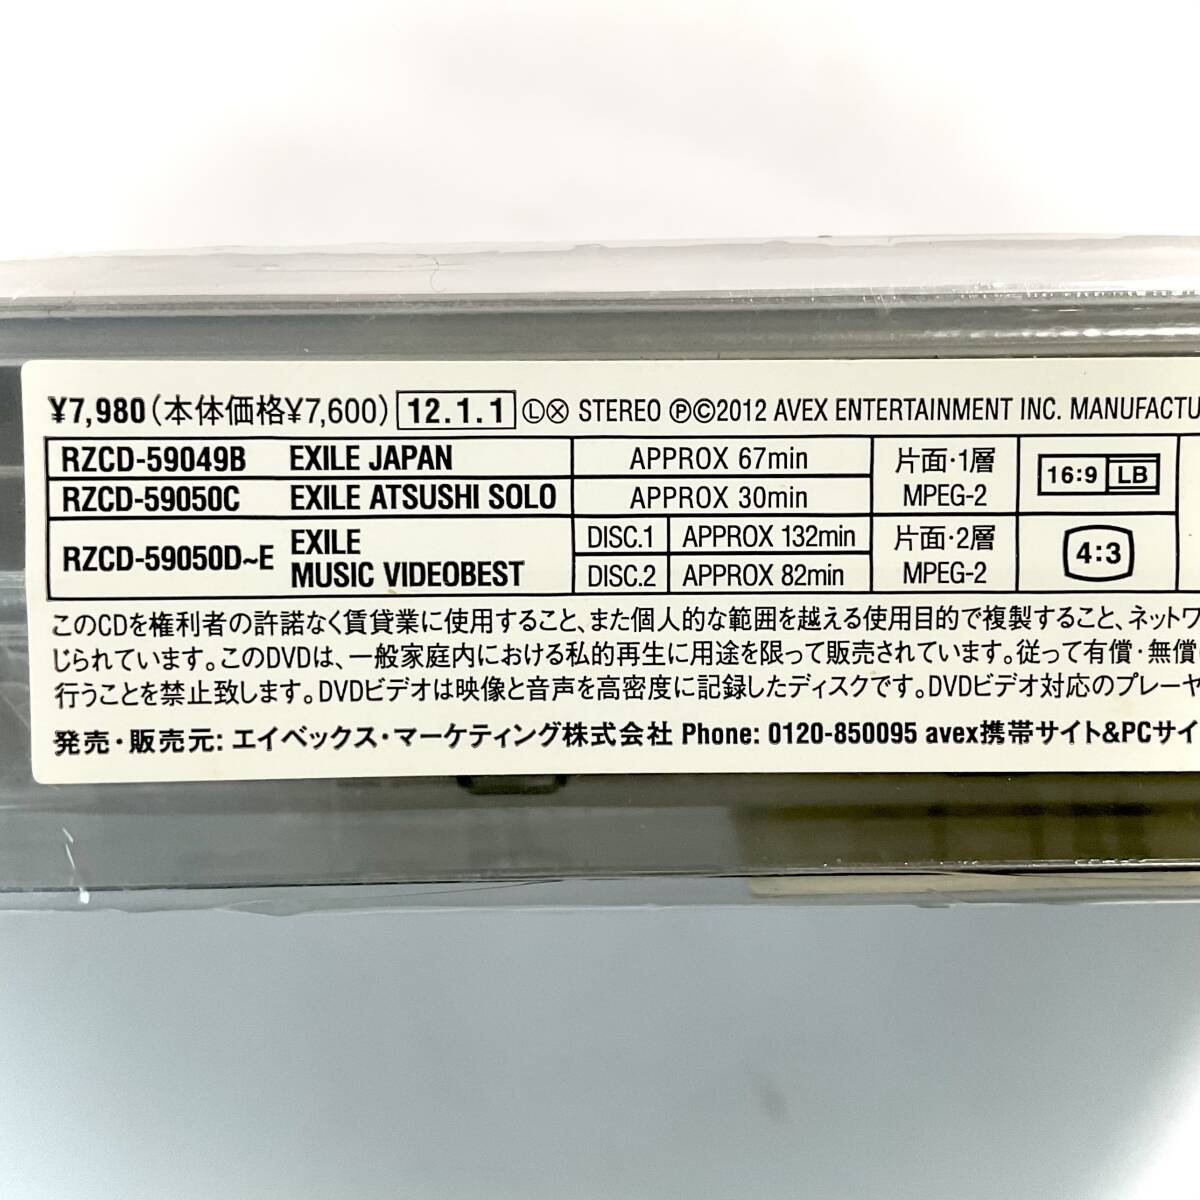 ¥7,980(本体価格¥7,600) 12.1.1 Ⓛⓧ STEREO ℗©2012 AVEX ENTERTAINMENT INC. MANUFACTU
RZCD-59049B EXILE JAPAN APPROX 67min 片面・1層 MPEG-2 16:9 LB
RZCD-59050C EXILE ATSUSHI SOLO APPROX 30min
RZCD-59050D~E EXILE MUSIC VIDEOBEST DISC.1 APPROX 132min 片面・2層 MPEG-2 4:3
DISC.2 APPROX 82min
このCDを権利者の許諾なく賃貸業に使用すること、また個人的な範囲を越える使用目的で複製すること、ネットワ
じられています。このDVDは、一般家庭内における私的再生に用途を限って販売されています。従って有償・無償
行うことを禁止致します。DVDビデオは映像と音声を高密度に記録したディスクです。DVDビデオ対応のプレーヤ
発売・販売元:エイベックス・マーケティング株式会社 Phone: 0120-850095 avex携帯サイト&PCサイ